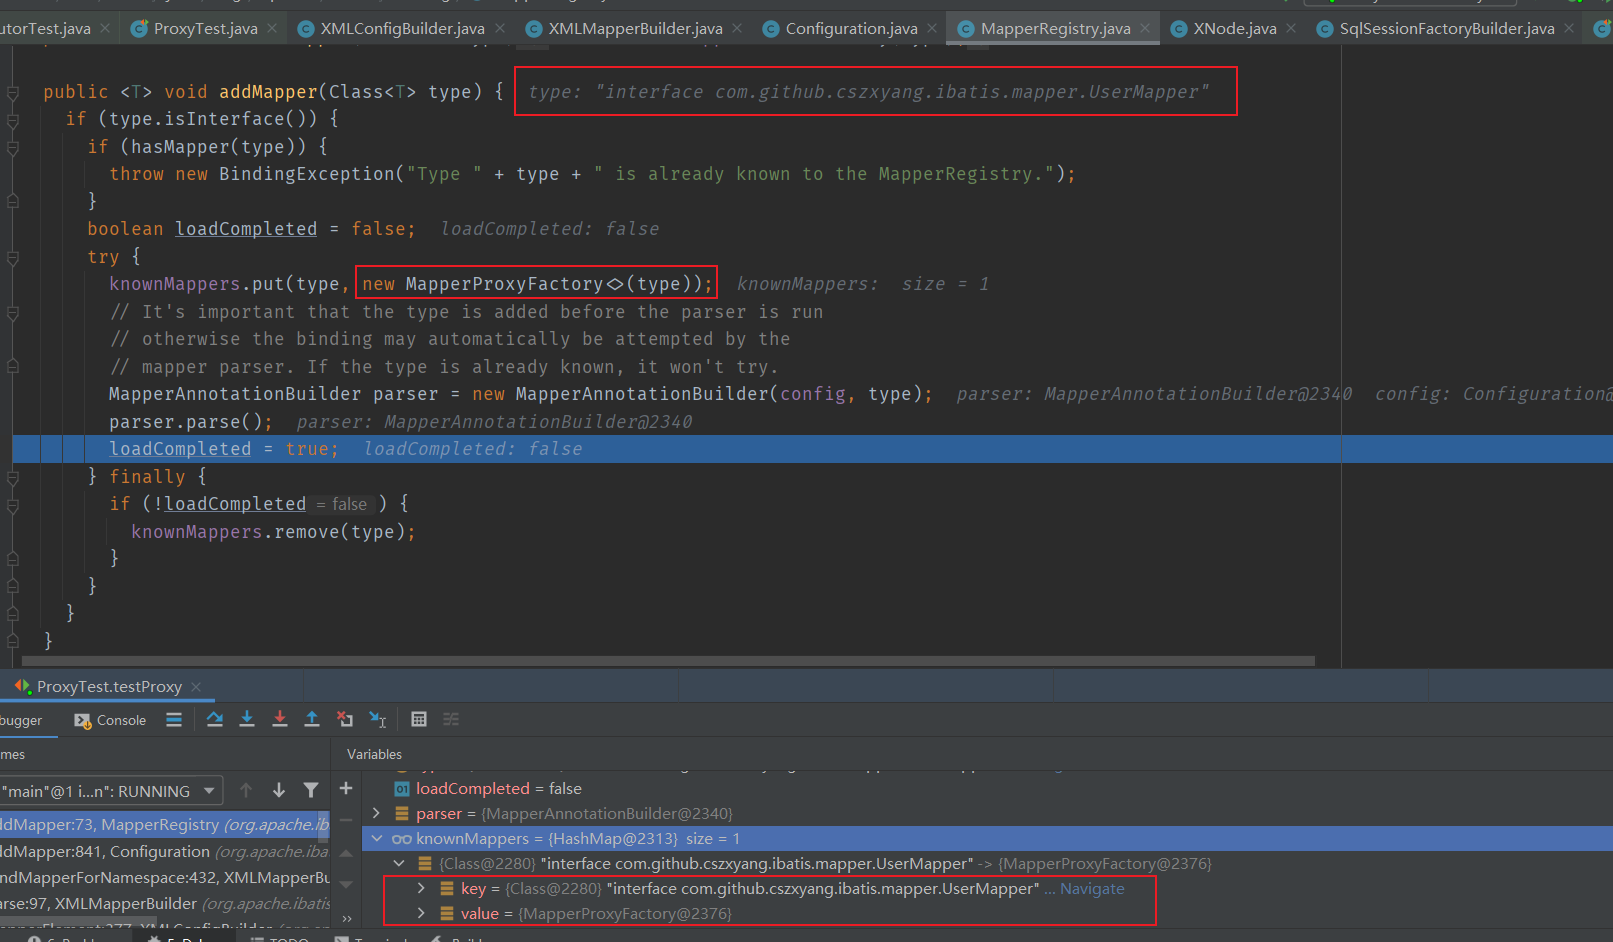 utorTest.java ProxyTest.java XMLConfigBuilder.java XMLMapperBuilder.java Configuration.java MapperRegistry.java XNode.java SqlSessionFactoryBuilder.java
public <T> void addMapper(Class<T> type) { type: "interface com.github.cszxyang.ibatis.mapper.UserMapper"
if (type.isInterface()) {
if (hasMapper(type)) {
throw new BindingException("Type " + type + " is already known to the MapperRegistry.");
}
boolean loadCompleted = false; loadCompleted: false
try {
knownMappers.put(type, new MapperProxyFactory<>(type)); knownMappers: size = 1
// It's important that the type is added before the parser is run
// otherwise the binding may automatically be attempted by the
// mapper parser. If the type is already known, it won't try.
MapperAnnotationBuilder parser = new MapperAnnotationBuilder(config, type); parser: MapperAnnotationBuilder@2340 config: Configuration@
parser.parse(); parser: MapperAnnotationBuilder@2340
loadCompleted = true; loadCompleted: false
} finally {
if (!loadCompleted = false ) {
knownMappers.remove(type);
}
}
}
}
ProxyTest.testProxy
bugger Console
mes
Variables
"main"@1 i...n": RUNNING
ddMapper:73, MapperRegistry (org.apache.ib
ddMapper:841, Configuration (org.apache.iba
ndMapperForNamespace:432, XMLMapperBu
arse:97, XMLMapperBuilder (org.apache.ibatis
loadCompleted = false
parser = {MapperAnnotationBuilder@2340}
knownMappers = {HashMap@2313} size = 1
{Class@2280} "interface com.github.cszxyang.ibatis.mapper.UserMapper" -> {MapperProxyFactory@2376}
key = {Class@2280} "interface com.github.cszxyang.ibatis.mapper.UserMapper" ... Navigate
value = {MapperProxyFactory@2376}